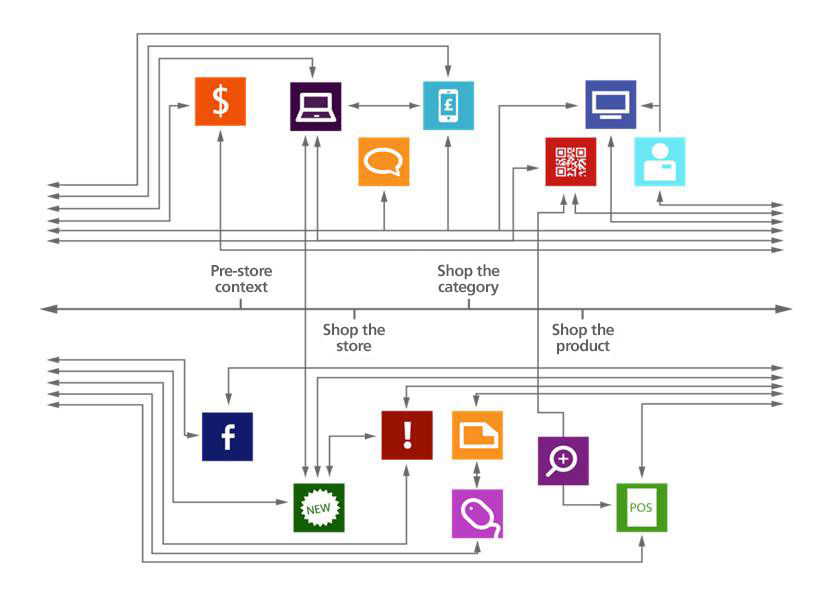 $
£
Pre-store
context
Shop the
category
Shop the
store
Shop the
product
f
!
NEW
POS